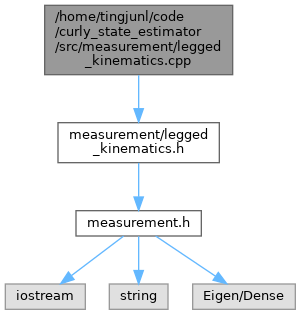 /home/tingjunl/code
/curly_state_estimator
/src/measurement/legged
_kinematics.cpp
measurement/legged
_kinematics.h
measurement.h
iostream
string
Eigen/Dense